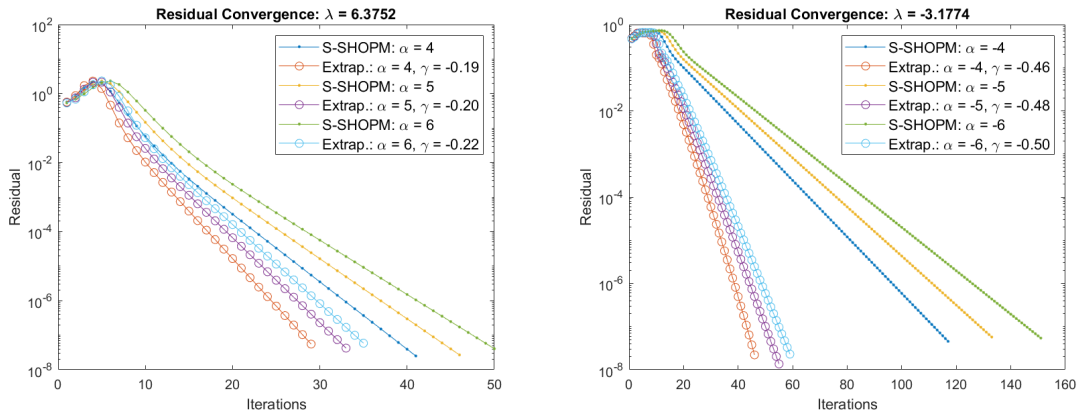 Residual Convergence: λ = 6.3752
10^2
10^0
10^-2
10^-4
10^-6
10^-8
Residual
0 10 20 30 40 50
Iterations
S-SHOPM: α = 4
Extrap.: α = 4, γ = -0.19
S-SHOPM: α = 5
Extrap.: α = 5, γ = -0.20
S-SHOPM: α = 6
Extrap.: α = 6, γ = -0.22
Residual Convergence: λ = -3.1774
10^0
10^-2
10^-4
10^-6
10^-8
Residual
0 20 40 60 80 100 120 140 160
Iterations
S-SHOPM: α = -4
Extrap.: α = -4, γ = -0.46
S-SHOPM: α = -5
Extrap.: α = -5, γ = -0.48
S-SHOPM: α = -6
Extrap.: α = -6, γ = -0.50